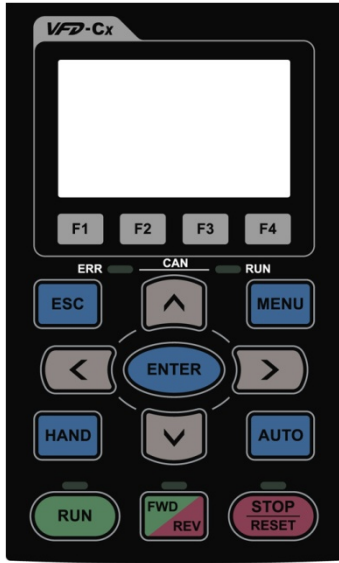 VFD-Cx
F1 F2 F3 F4
ERR CAN RUN
ESC MENU
ENTER
HAND AUTO
RUN FWD REV STOP RESET